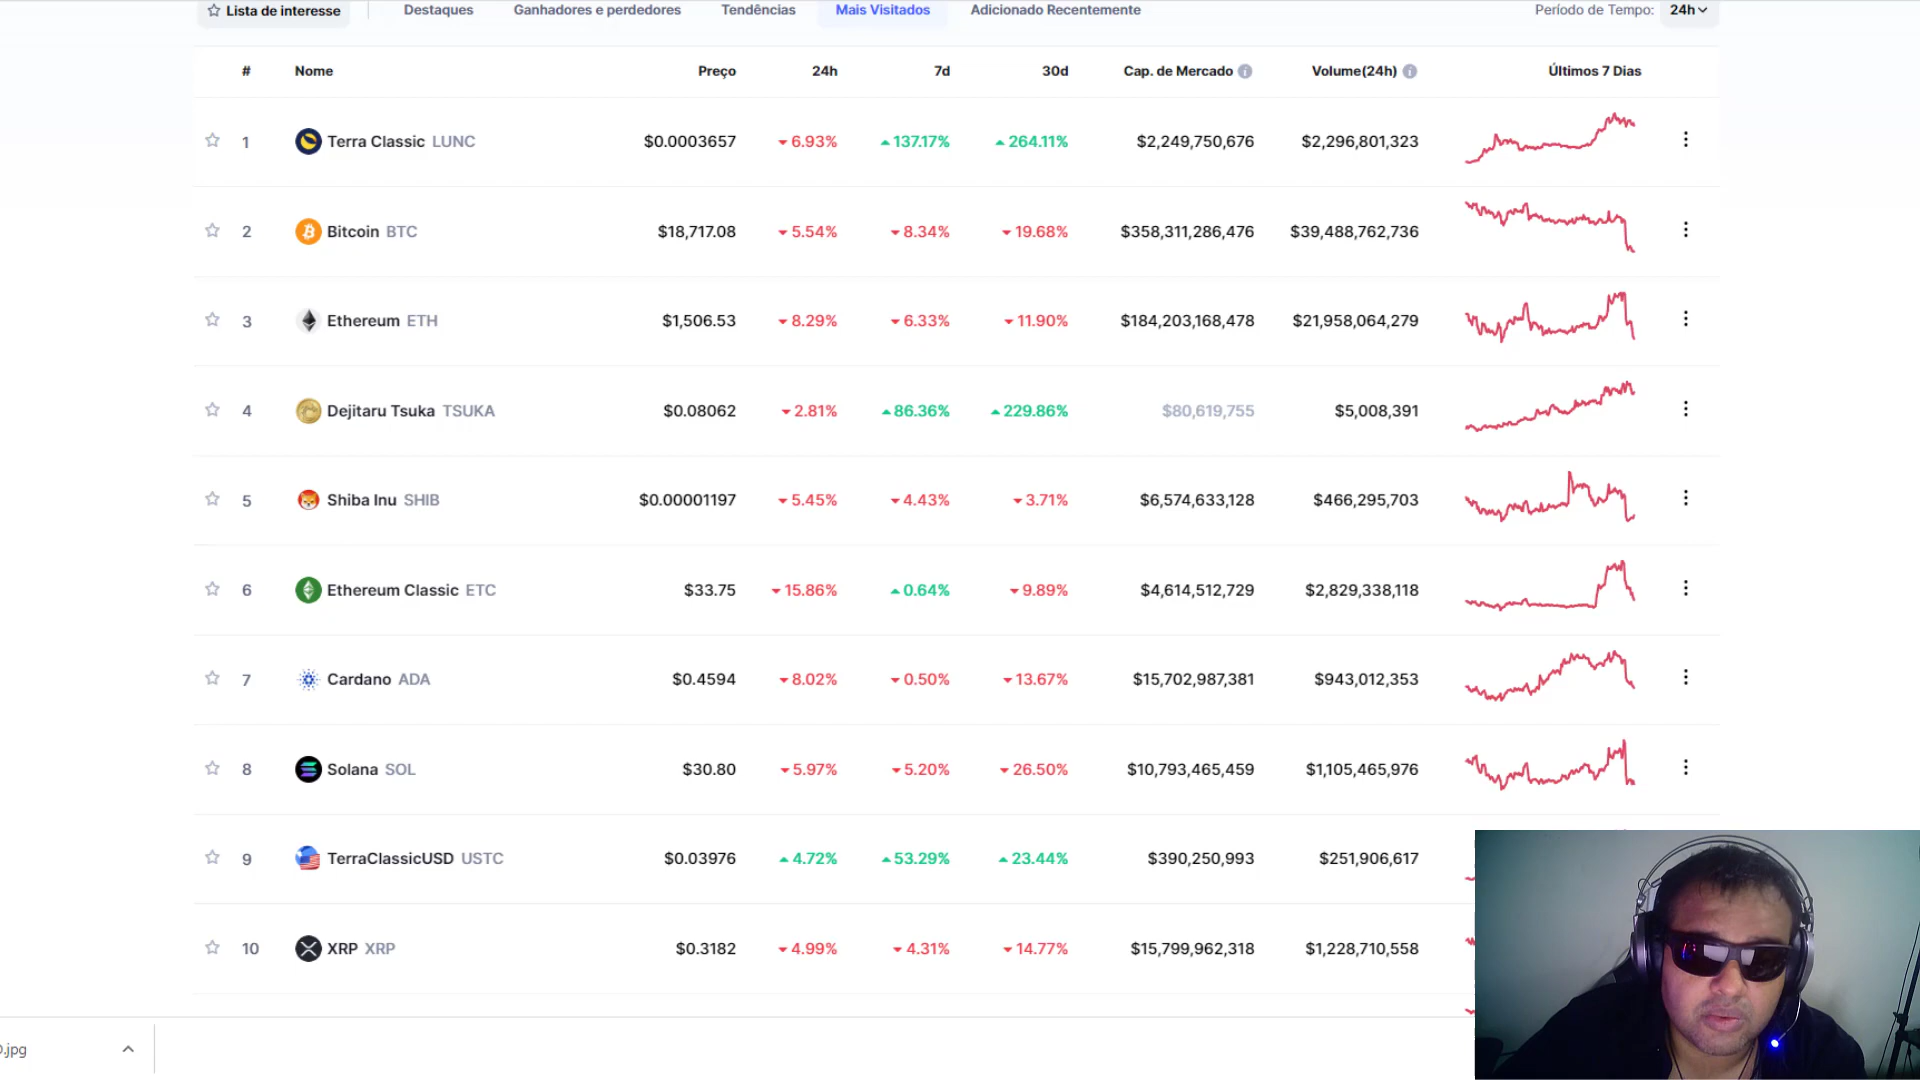 Lista de interesse Destaques Ganhadores e perdedores Tendências Mais Visitados Adicionado Recentemente Período de Tempo: 24h
# Nome Preço 24h 7d 30d Cap. de Mercado Volume(24h) Últimos 7 Dias
1 Terra Classic LUNC $0.0003657 6.93% 137.17% 264.11% $2,249,750,676 $2,296,801,323
2 Bitcoin BTC $18,717.08 5.54% 8.34% 19.68% $358,311,286,476 $39,488,762,736
3 Ethereum ETH $1,506.53 8.29% 6.33% 11.90% $184,203,168,478 $21,958,064,279
4 Dejitaru Tsuka TSUKA $0.08062 2.81% 86.36% 229.86% $80,619,755 $5,008,391
5 Shiba Inu SHIB $0.00001197 5.45% 4.43% 3.71% $6,574,633,128 $466,295,703
6 Ethereum Classic ETC $33.75 15.86% 0.64% 9.89% $4,614,512,729 $2,829,338,118
7 Cardano ADA $0.4594 8.02% 0.50% 13.67% $15,702,987,381 $943,012,353
8 Solana SOL $30.80 5.97% 5.20% 26.50% $10,793,465,459 $1,105,465,976
9 TerraClassicUSD USTC $0.03976 4.72% 53.29% 23.44% $390,250,993 $251,906,617
10 XRP XRP $0.3182 4.99% 4.31% 14.77% $15,799,962,318 $1,228,710,558
.jpg